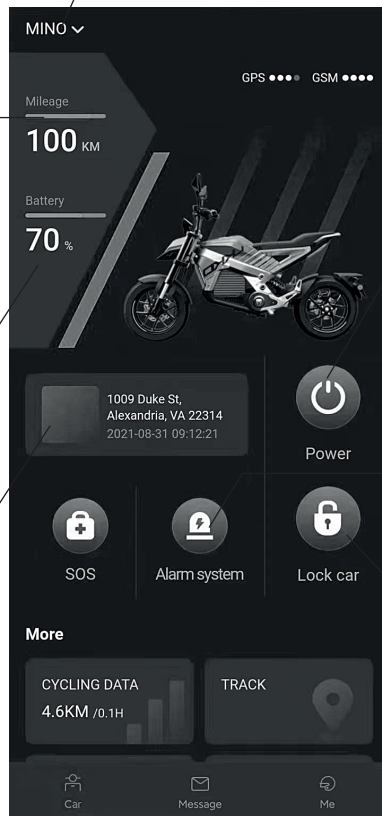 MINO
GPS GSM
Mileage
100 KM
Battery
70 %
1009 Duke St,
Alexandria, VA 22314
2021-08-31 09:12:21
Power
SOS
Alarm system
Lock car
More
CYCLING DATA
4.6KM /0.1H
TRACK
Car
Message
Me